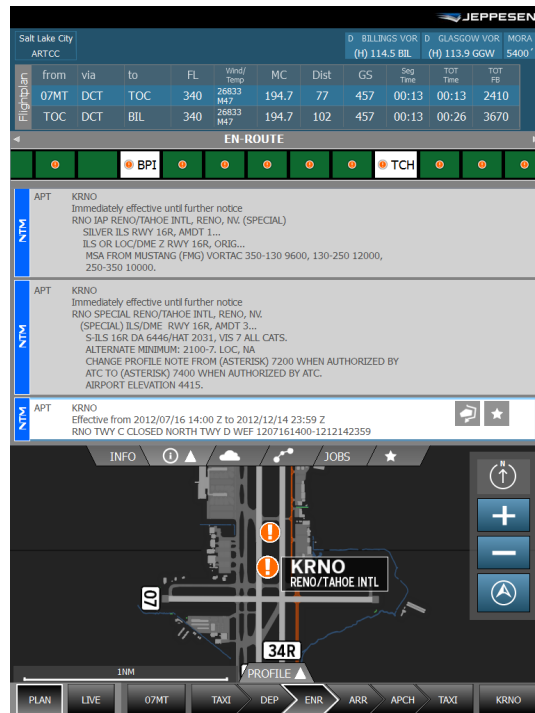 JEPPESEN
Salt Lake City
ARTCC
D BILLINGS VOR D GLASGOW VOR MORA
(H) 114.5 BIL (H) 113.9 GGW 5400'
Flightplan
from via to FL Wind/Temp MC Dist GS Seg Time TOT Time TOT FB
07MT DCT TOC 340 26833 M47 194.7 77 457 00:13 00:13 2410
TOC DCT BIL 340 26833 M47 194.7 102 457 00:13 00:26 3670
EN-ROUTE
BPI TCH
NTM
APT KRNO
Immediately effective until further notice
RNO IAP RENO/TAHOE INTL, RENO, NV. (SPECIAL)
SILVER ILS RWY 16R, AMDT 1...
ILS OR LOC/DME Z RWY 16R, ORIG...
MSA FROM MUSTANG (FMG) VORTAC 350-130 9600, 130-250 12000,
250-350 10000.
NTM
APT KRNO
Immediately effective until further notice
RNO SPECIAL RENO/TAHOE INTL, RENO, NV.
(SPECIAL) ILS/DME RWY 16R, AMDT 3...
S-ILS 16R DA 6446/HAT 2031, VIS 7 ALL CATS.
ALTERNATE MINIMUM: 2100-7. LOC, NA
CHANGE PROFILE NOTE FROM (ASTERISK) 7200 WHEN AUTHORIZED BY
ATC TO (ASTERISK) 7400 WHEN AUTHORIZED BY ATC.
AIRPORT ELEVATION 4415.
NTM
APT KRNO
Effective from 2012/07/16 14:00 Z to 2012/12/14 23:59 Z
RNO TWY C CLOSED NORTH TWY D WEF 1207161400-1212142359
INFO JOBS
N
KRNO
RENO/TAHOE INTL
07
34R
1NM
PROFILE
PLAN LIVE 07MT TAXI DEP ENR ARR APCH TAXI KRNO